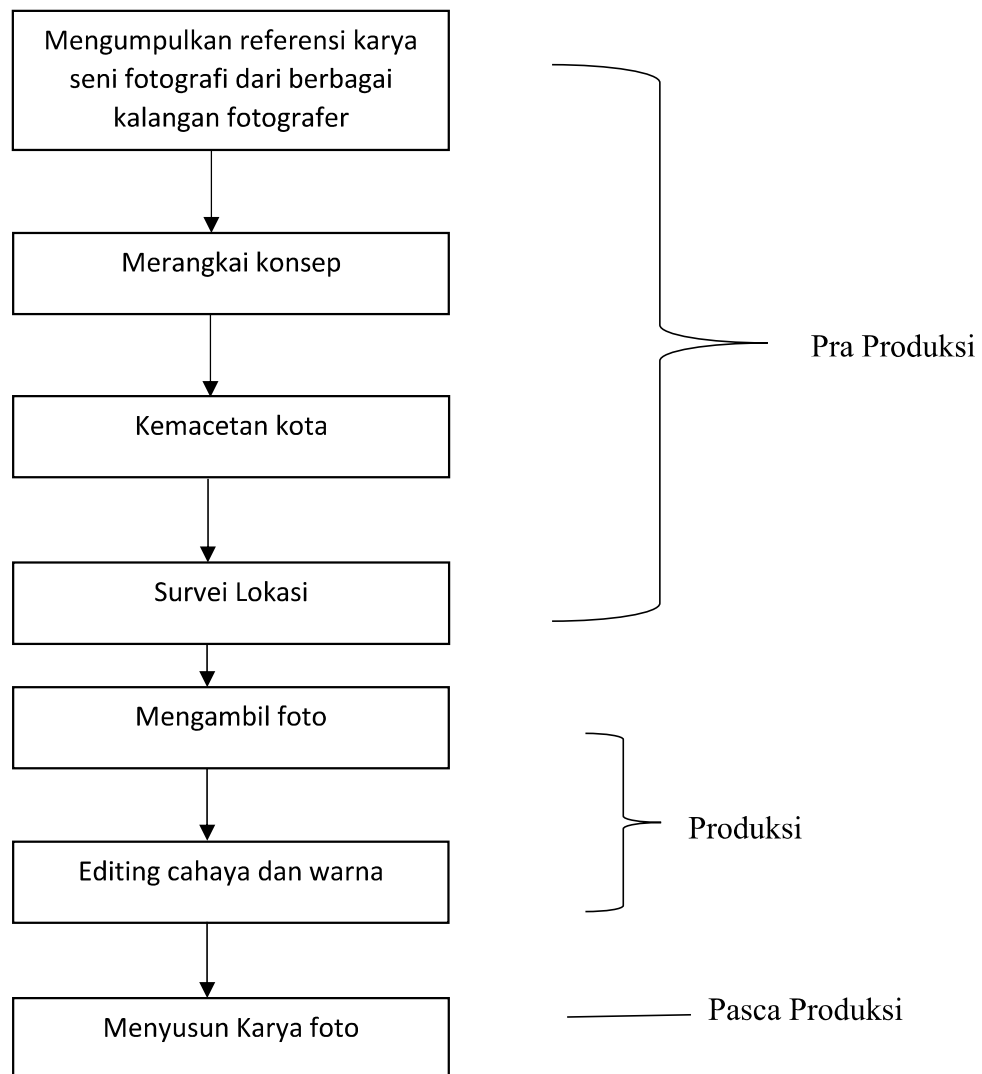 Mengumpulkan referensi karya
seni fotografi dari berbagai
kalangan fotografer
Merangkai konsep
Pra Produksi
Kemacetan kota
Survei Lokasi
Mengambil foto
Produksi
Editing cahaya dan warna
Menyusun Karya foto
Pasca Produksi